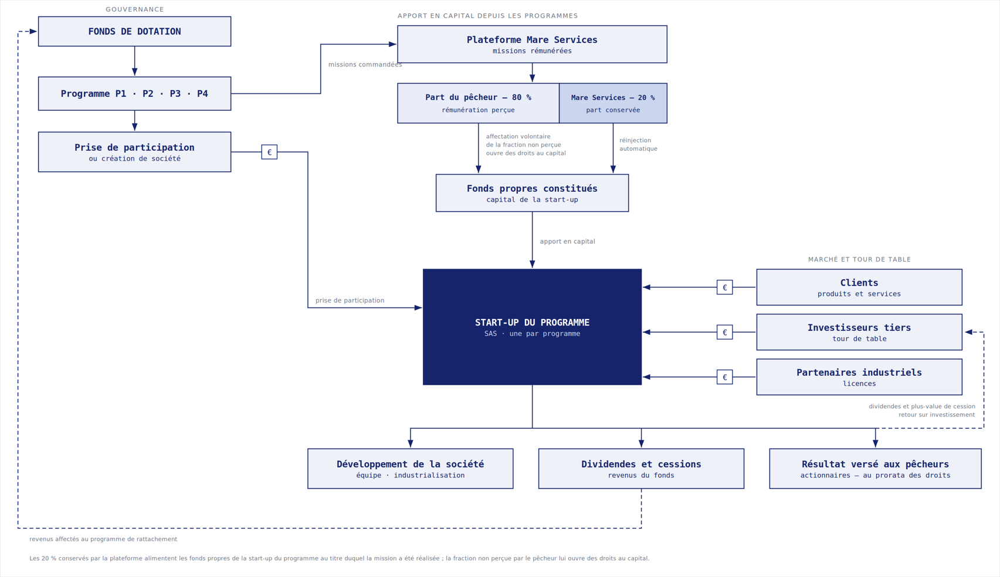 GOUVERNANCE
FONDS DE DOTATION
Programme P1 · P2 · P3 · P4
Prise de participation
ou création de société
€
missions commandées
prise de participation
APPORT EN CAPITAL DEPUIS LES PROGRAMMES
Plateforme Mare Services
missions rémunérées
Part du pêcheur — 80 %
rémunération perçue
Mare Services — 20 %
part conservée
affectation volontaire
de la fraction non perçue
ouvre des droits au capital
réinjection
automatique
Fonds propres constitués
capital de la start-up
apport en capital
START-UP DU PROGRAMME
SAS · une par programme
MARCHÉ ET TOUR DE TABLE
€
Clients
produits et services
€
Investisseurs tiers
tour de table
€
Partenaires industriels
licences
dividendes et plus-value de cession
retour sur investissement
Développement de la société
équipe · industrialisation
Dividendes et cessions
revenus du fonds
Résultat versé aux pêcheurs
actionnaires — au prorata des droits
revenus affectés au programme de rattachement
Les 20 % conservés par la plateforme alimentent les fonds propres de la start-up du programme au titre duquel la mission a été réalisée ; la fraction non perçue par le pêcheur lui ouvre des droits au capital.